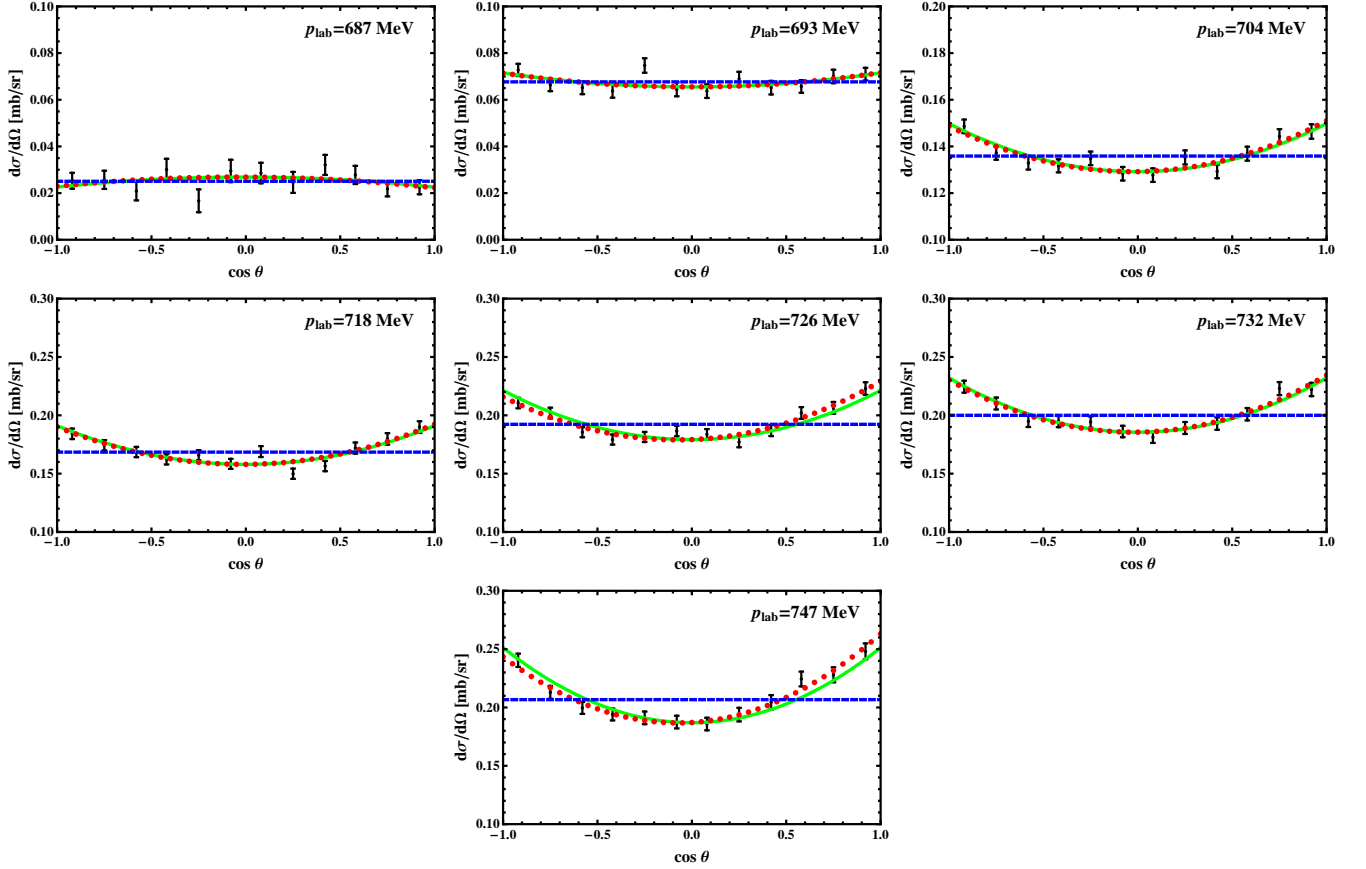 p_lab=687 MeV
dσ/dΩ [mb/sr]
0.10
0.08
0.06
0.04
0.02
0.00
−1.0 −0.5 0.0 0.5 1.0
cos θ
p_lab=693 MeV
dσ/dΩ [mb/sr]
0.10
0.08
0.06
0.04
0.02
0.00
−1.0 −0.5 0.0 0.5 1.0
cos θ
p_lab=704 MeV
dσ/dΩ [mb/sr]
0.20
0.18
0.16
0.14
0.12
0.10
−1.0 −0.5 0.0 0.5 1.0
cos θ
p_lab=718 MeV
dσ/dΩ [mb/sr]
0.30
0.25
0.20
0.15
0.10
−1.0 −0.5 0.0 0.5 1.0
cos θ
p_lab=726 MeV
dσ/dΩ [mb/sr]
0.30
0.25
0.20
0.15
0.10
−1.0 −0.5 0.0 0.5 1.0
cos θ
p_lab=732 MeV
dσ/dΩ [mb/sr]
0.30
0.25
0.20
0.15
0.10
−1.0 −0.5 0.0 0.5 1.0
cos θ
p_lab=747 MeV
dσ/dΩ [mb/sr]
0.30
0.25
0.20
0.15
0.10
−1.0 −0.5 0.0 0.5 1.0
cos θ